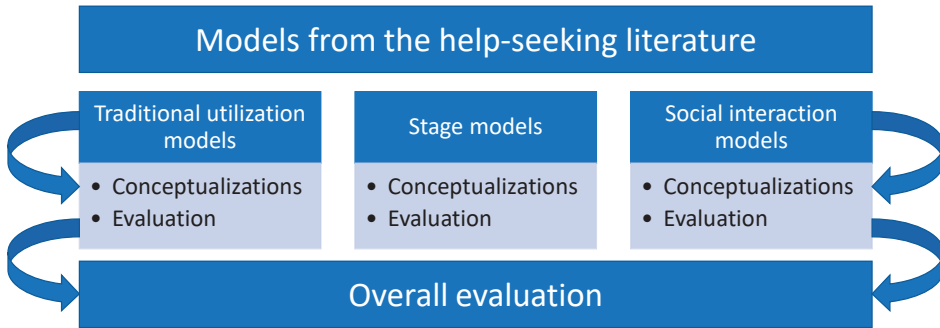 Models from the help-seeking literature
Traditional utilization
models
• Conceptualizations
• Evaluation
Stage models
• Conceptualizations
• Evaluation
Social interaction
models
• Conceptualizations
• Evaluation
Overall evaluation